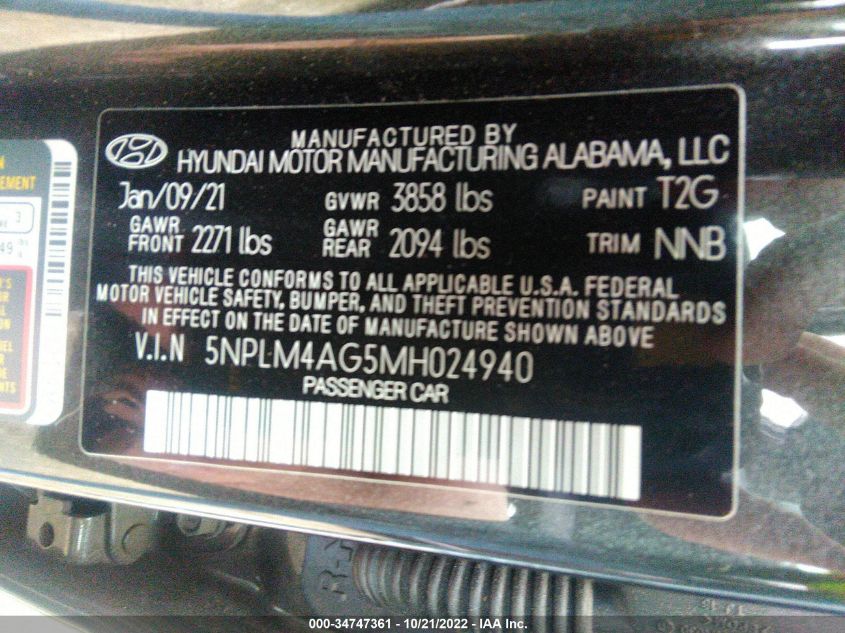 MANUFACTURED BY
HYUNDAI MOTOR MANUFACTURING ALABAMA, LLC
Jan/09/21 GVWR 3858 lbs PAINT T2G
GAWR FRONT 2271 lbs GAWR REAR 2094 lbs TRIM NNB
THIS VEHICLE CONFORMS TO ALL APPLICABLE U.S.A. FEDERAL
MOTOR VEHICLE SAFETY, BUMPER, AND THEFT PREVENTION STANDARDS
IN EFFECT ON THE DATE OF MANUFACTURE SHOWN ABOVE
V.I.N 5NPLM4AG5MH024940
PASSENGER CAR
EMENT
3
49
R-
000-34747361 - 10/21/2022 - IAA Inc.